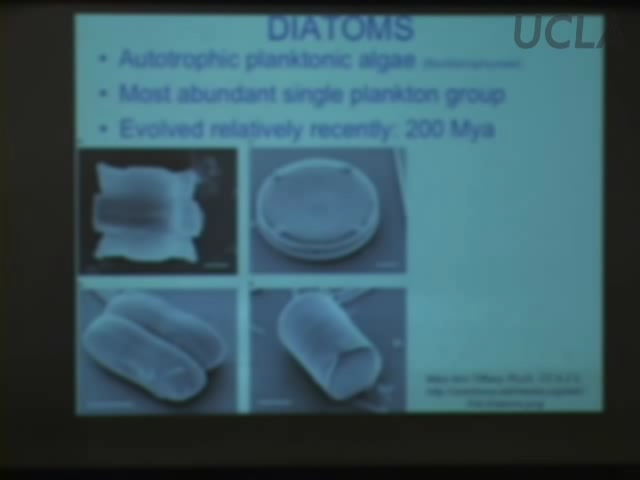 DIATOMS
UCLA
• Autotrophic planktonic algae
• Most abundant single plankton group
• Evolved relatively recently: 200 Mya